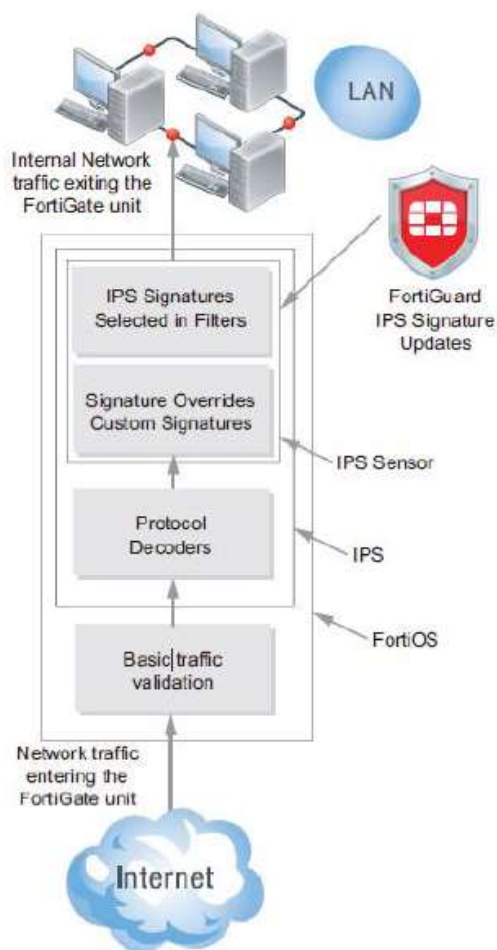 LAN
Internal Network
traffic exiting the
FortiGate unit
IPS Signatures
Selected in Filters
FortiGuard
IPS Signature
Updates
Signature Overrides
Custom Signatures
IPS Sensor
Protocol
Decoders
IPS
FortiOS
Basic traffic
validation
Network traffic
entering the
FortiGate unit
Internet